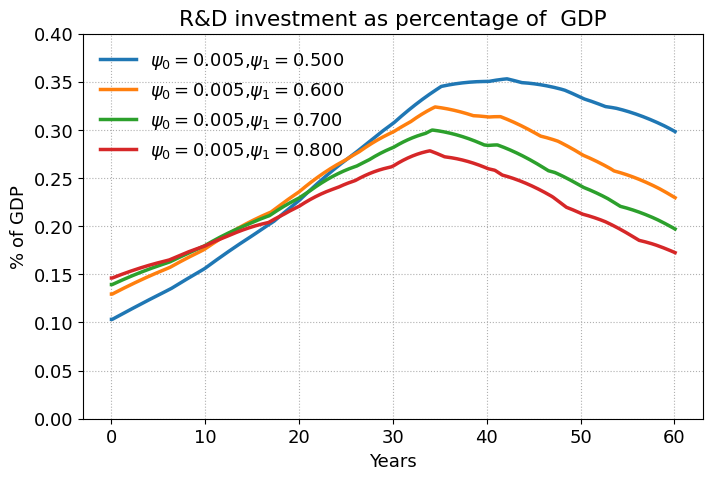 R&D investment as percentage of  GDP
0.40
0.35
0.30
0.25
0.20
0.15
0.10
0.05
0.00
% of GDP
ψ₀ = 0.005,ψ₁ = 0.500
ψ₀ = 0.005,ψ₁ = 0.600
ψ₀ = 0.005,ψ₁ = 0.700
ψ₀ = 0.005,ψ₁ = 0.800
0 10 20 30 40 50 60
Years